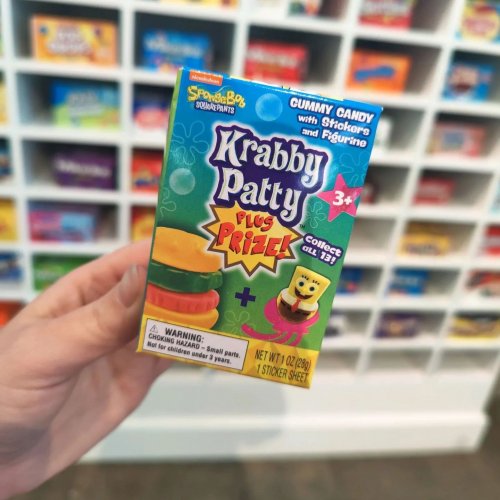 NICKELODEON
SPONGEBOB
SQUAREPANTS
GUMMY CANDY
with Stickers
and Figurine
Krabby
Patty
PLUS
PRIZE!
3+
Collect
ALL 13!
+
WARNING:
CHOKING HAZARD - Small parts.
Not for children under 3 years.
NET WT 1 OZ (28g)
1 STICKER SHEET